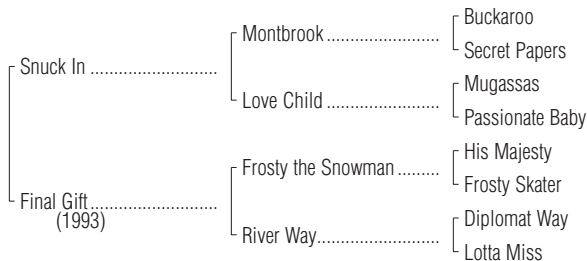 Buckaroo
Montbrook
Secret Papers
Snuck In
Mugassas
Love Child
Passionate Baby
His Majesty
Frosty the Snowman
Frosty Skater
Final Gift
(1993)
Diplomat Way
River Way
Lotta Miss